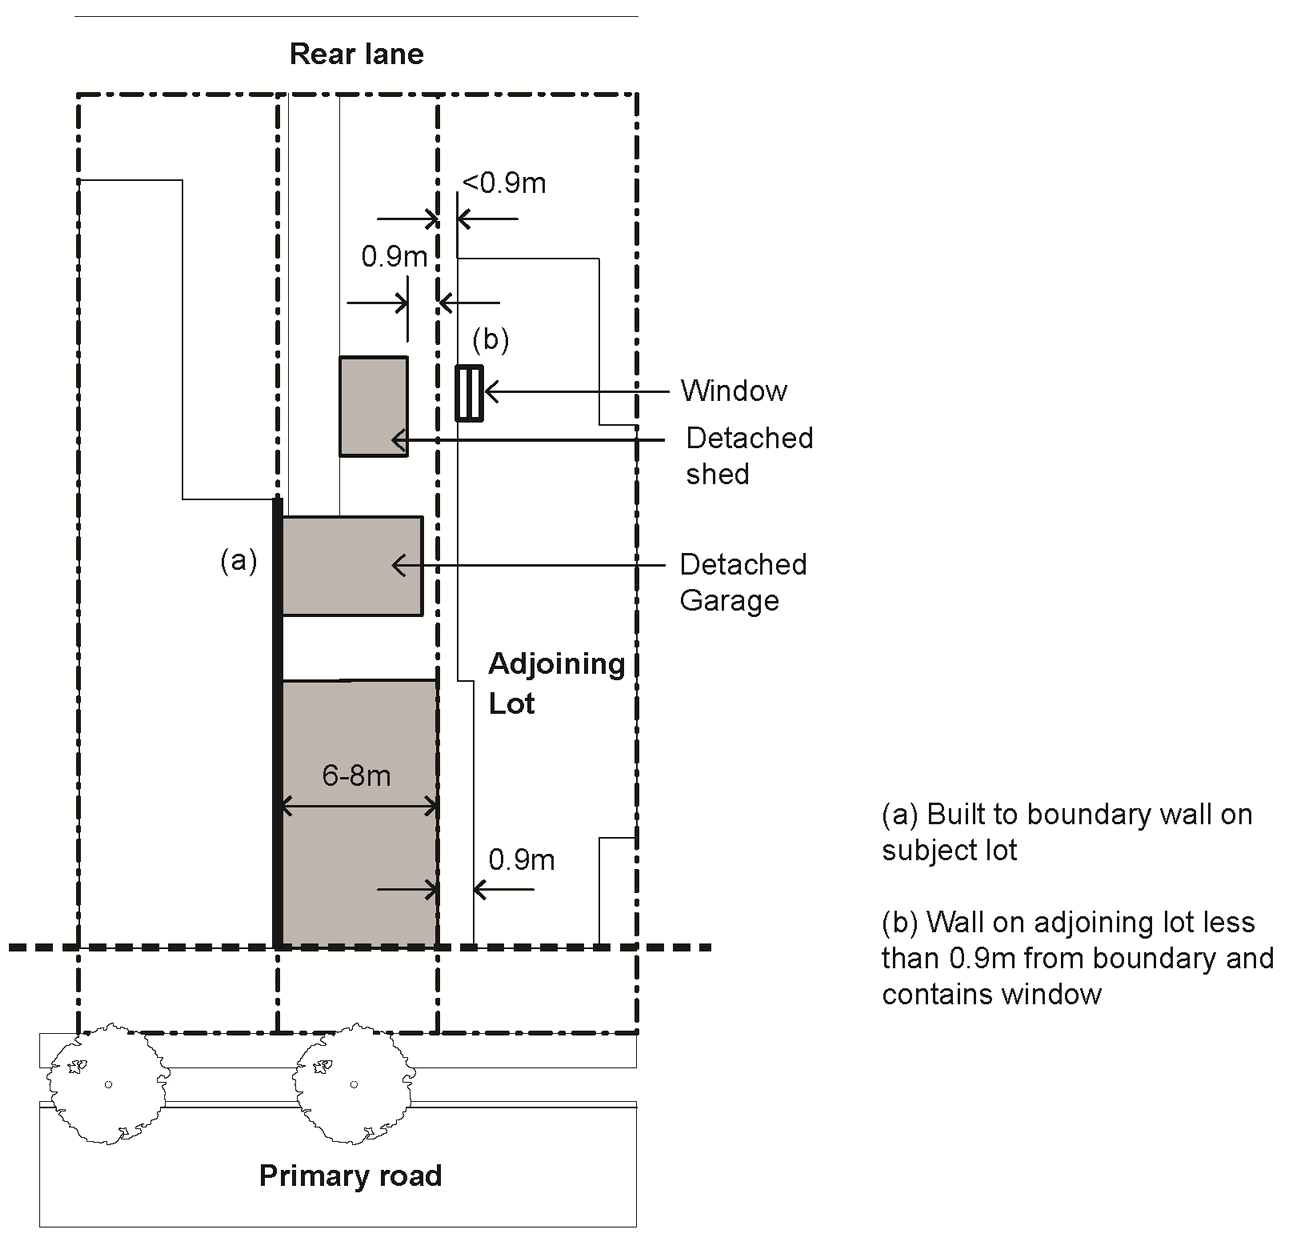 Rear lane
<0.9m
0.9m
(b)
Window
Detached
shed
(a)
Detached
Garage
Adjoining
Lot
6-8m
0.9m
(a) Built to boundary wall on
subject lot
(b) Wall on adjoining lot less
than 0.9m from boundary and
contains window
Primary road